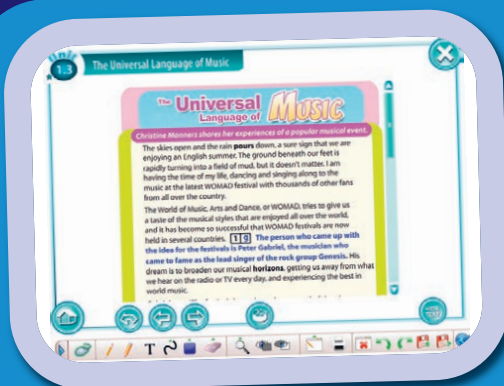 Unit
1.3 The Universal Language of Music
The Universal
Language of MUSIC
Christine Manners shares her experiences of a popular musical event.
The skies open and the rain pours down, a sure sign that we are
enjoying an English summer. The ground beneath our feet is
rapidly turning into a field of mud, but it doesn't matter. I am
having the time of my life, dancing and singing along to the
music at the latest WOMAD festival with thousands of other fans
from all over the country.
The World of Music, Arts and Dance, or WOMAD, tries to give us
a taste of the musical styles that are enjoyed all over the world,
and it has become so successful that WOMAD festivals are now
held in several countries. 1 g The person who came up with
the idea for the festivals is Peter Gabriel, the musician who
came to fame as the lead singer of the rock group Genesis. His
dream is to broaden our musical horizons, getting us away from what
we hear on the radio or TV every day, and experiencing the best in
world music.
T